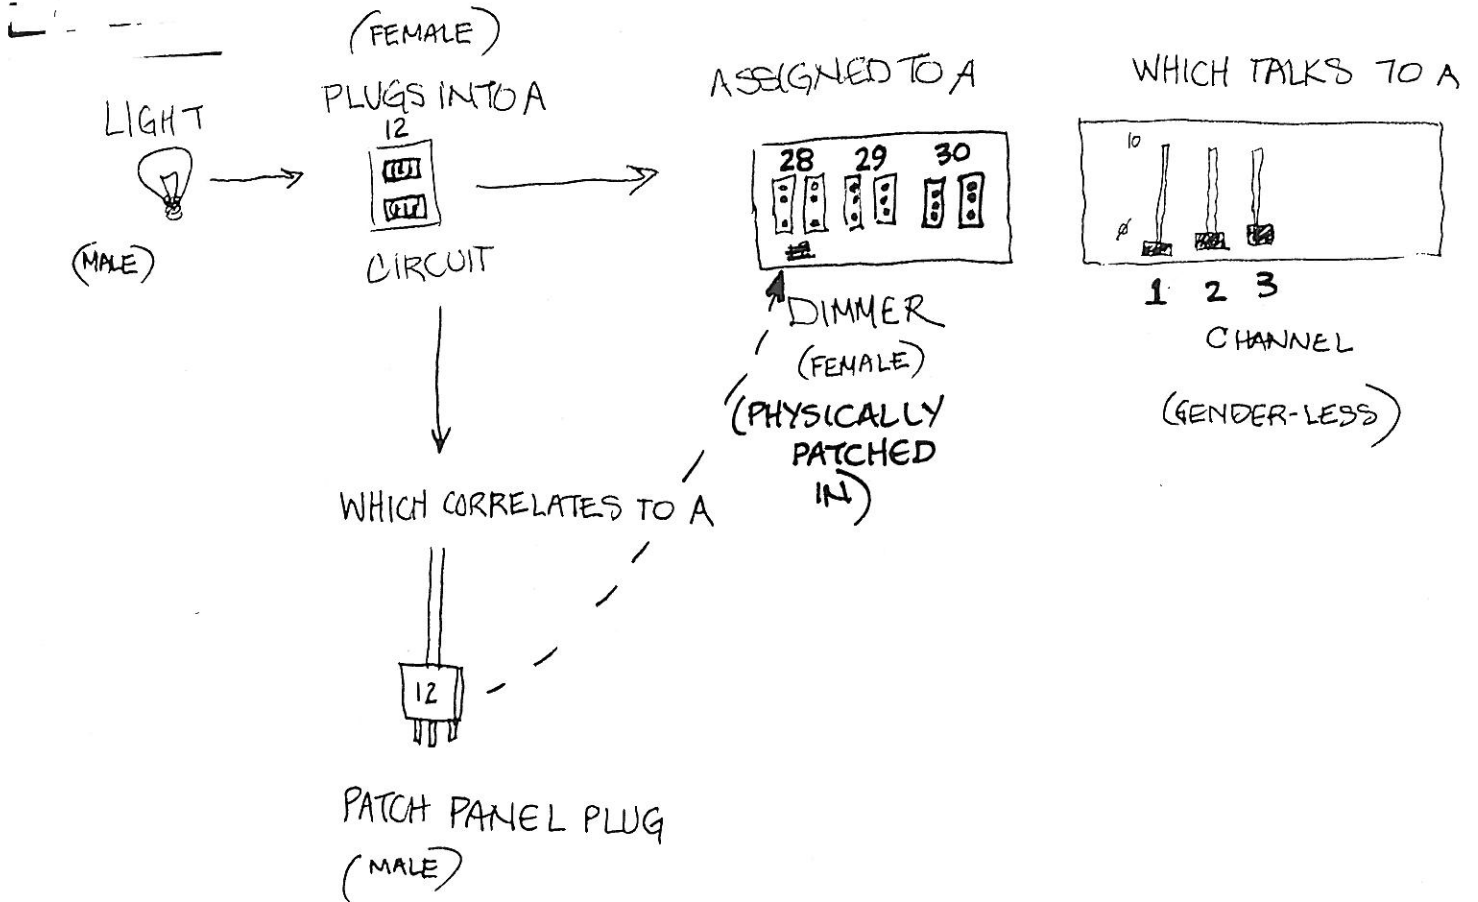 LIGHT
(MALE)
(FEMALE)
PLUGS INTO A
12
CIRCUIT
ASSIGNED TO A
28 29 30
DIMMER
(FEMALE)
(PHYSICALLY
PATCHED
IN)
WHICH TALKS TO A
10
0
1 2 3
CHANNEL
(GENDER-LESS)
WHICH CORRELATES TO A
12
PATCH PANEL PLUG
(MALE)